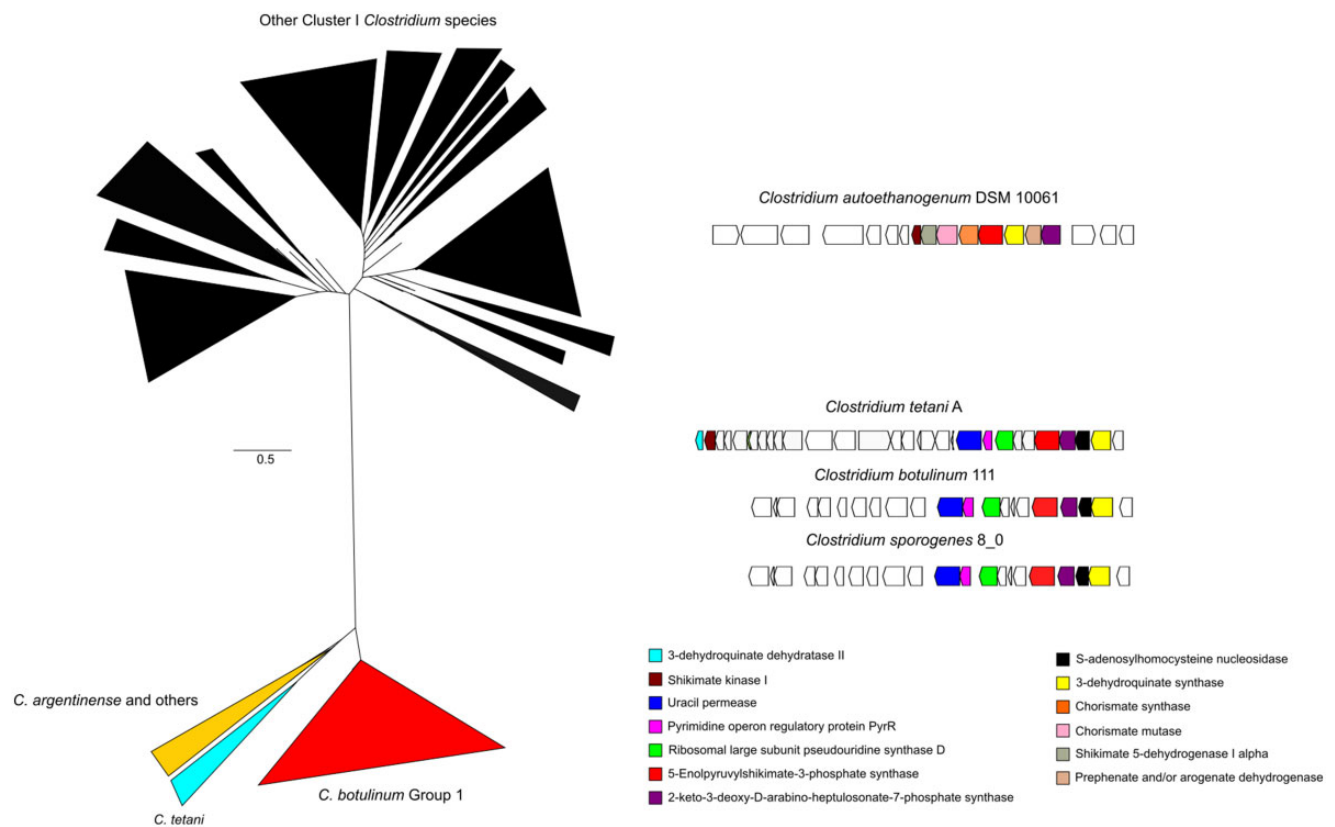 Other Cluster I Clostridium species
Clostridium autoethanogenum DSM 10061
Clostridium tetani A
0.5
Clostridium botulinum 111
Clostridium sporogenes 8_0
C. argentinense and others
C. botulinum Group 1
C. tetani
3-dehydroquinate dehydratase II
Shikimate kinase I
Uracil permease
Pyrimidine operon regulatory protein PyrR
Ribosomal large subunit pseudouridine synthase D
5-Enolpyruvylshikimate-3-phosphate synthase
2-keto-3-deoxy-D-arabino-heptulosonate-7-phosphate synthase
S-adenosylhomocysteine nucleosidase
3-dehydroquinate synthase
Chorismate synthase
Chorismate mutase
Shikimate 5-dehydrogenase I alpha
Prephenate and/or arogenate dehydrogenase